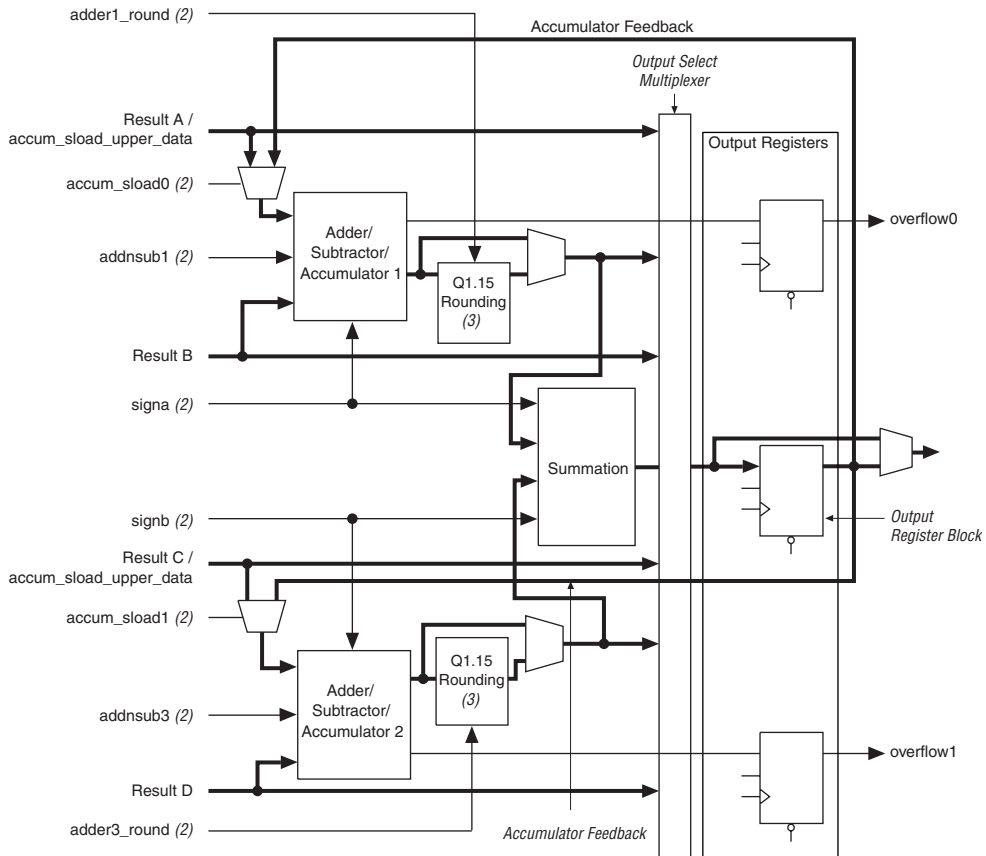 adder1_round (2)
Accumulator Feedback
Output Select
Multiplexer
Result A /
accum_sload_upper_data
Output Registers
accum_sload0 (2)
overflow0
Adder/
Subtractor/
Accumulator 1
addnsub1 (2)
Q1.15
Rounding
(3)
Result B
signa (2)
Summation
signb (2)
Output
Register Block
Result C /
accum_sload_upper_data
accum_sload1 (2)
Q1.15
Rounding
(3)
Adder/
Subtractor/
Accumulator 2
addnsub3 (2)
overflow1
Result D
adder3_round (2)
Accumulator Feedback